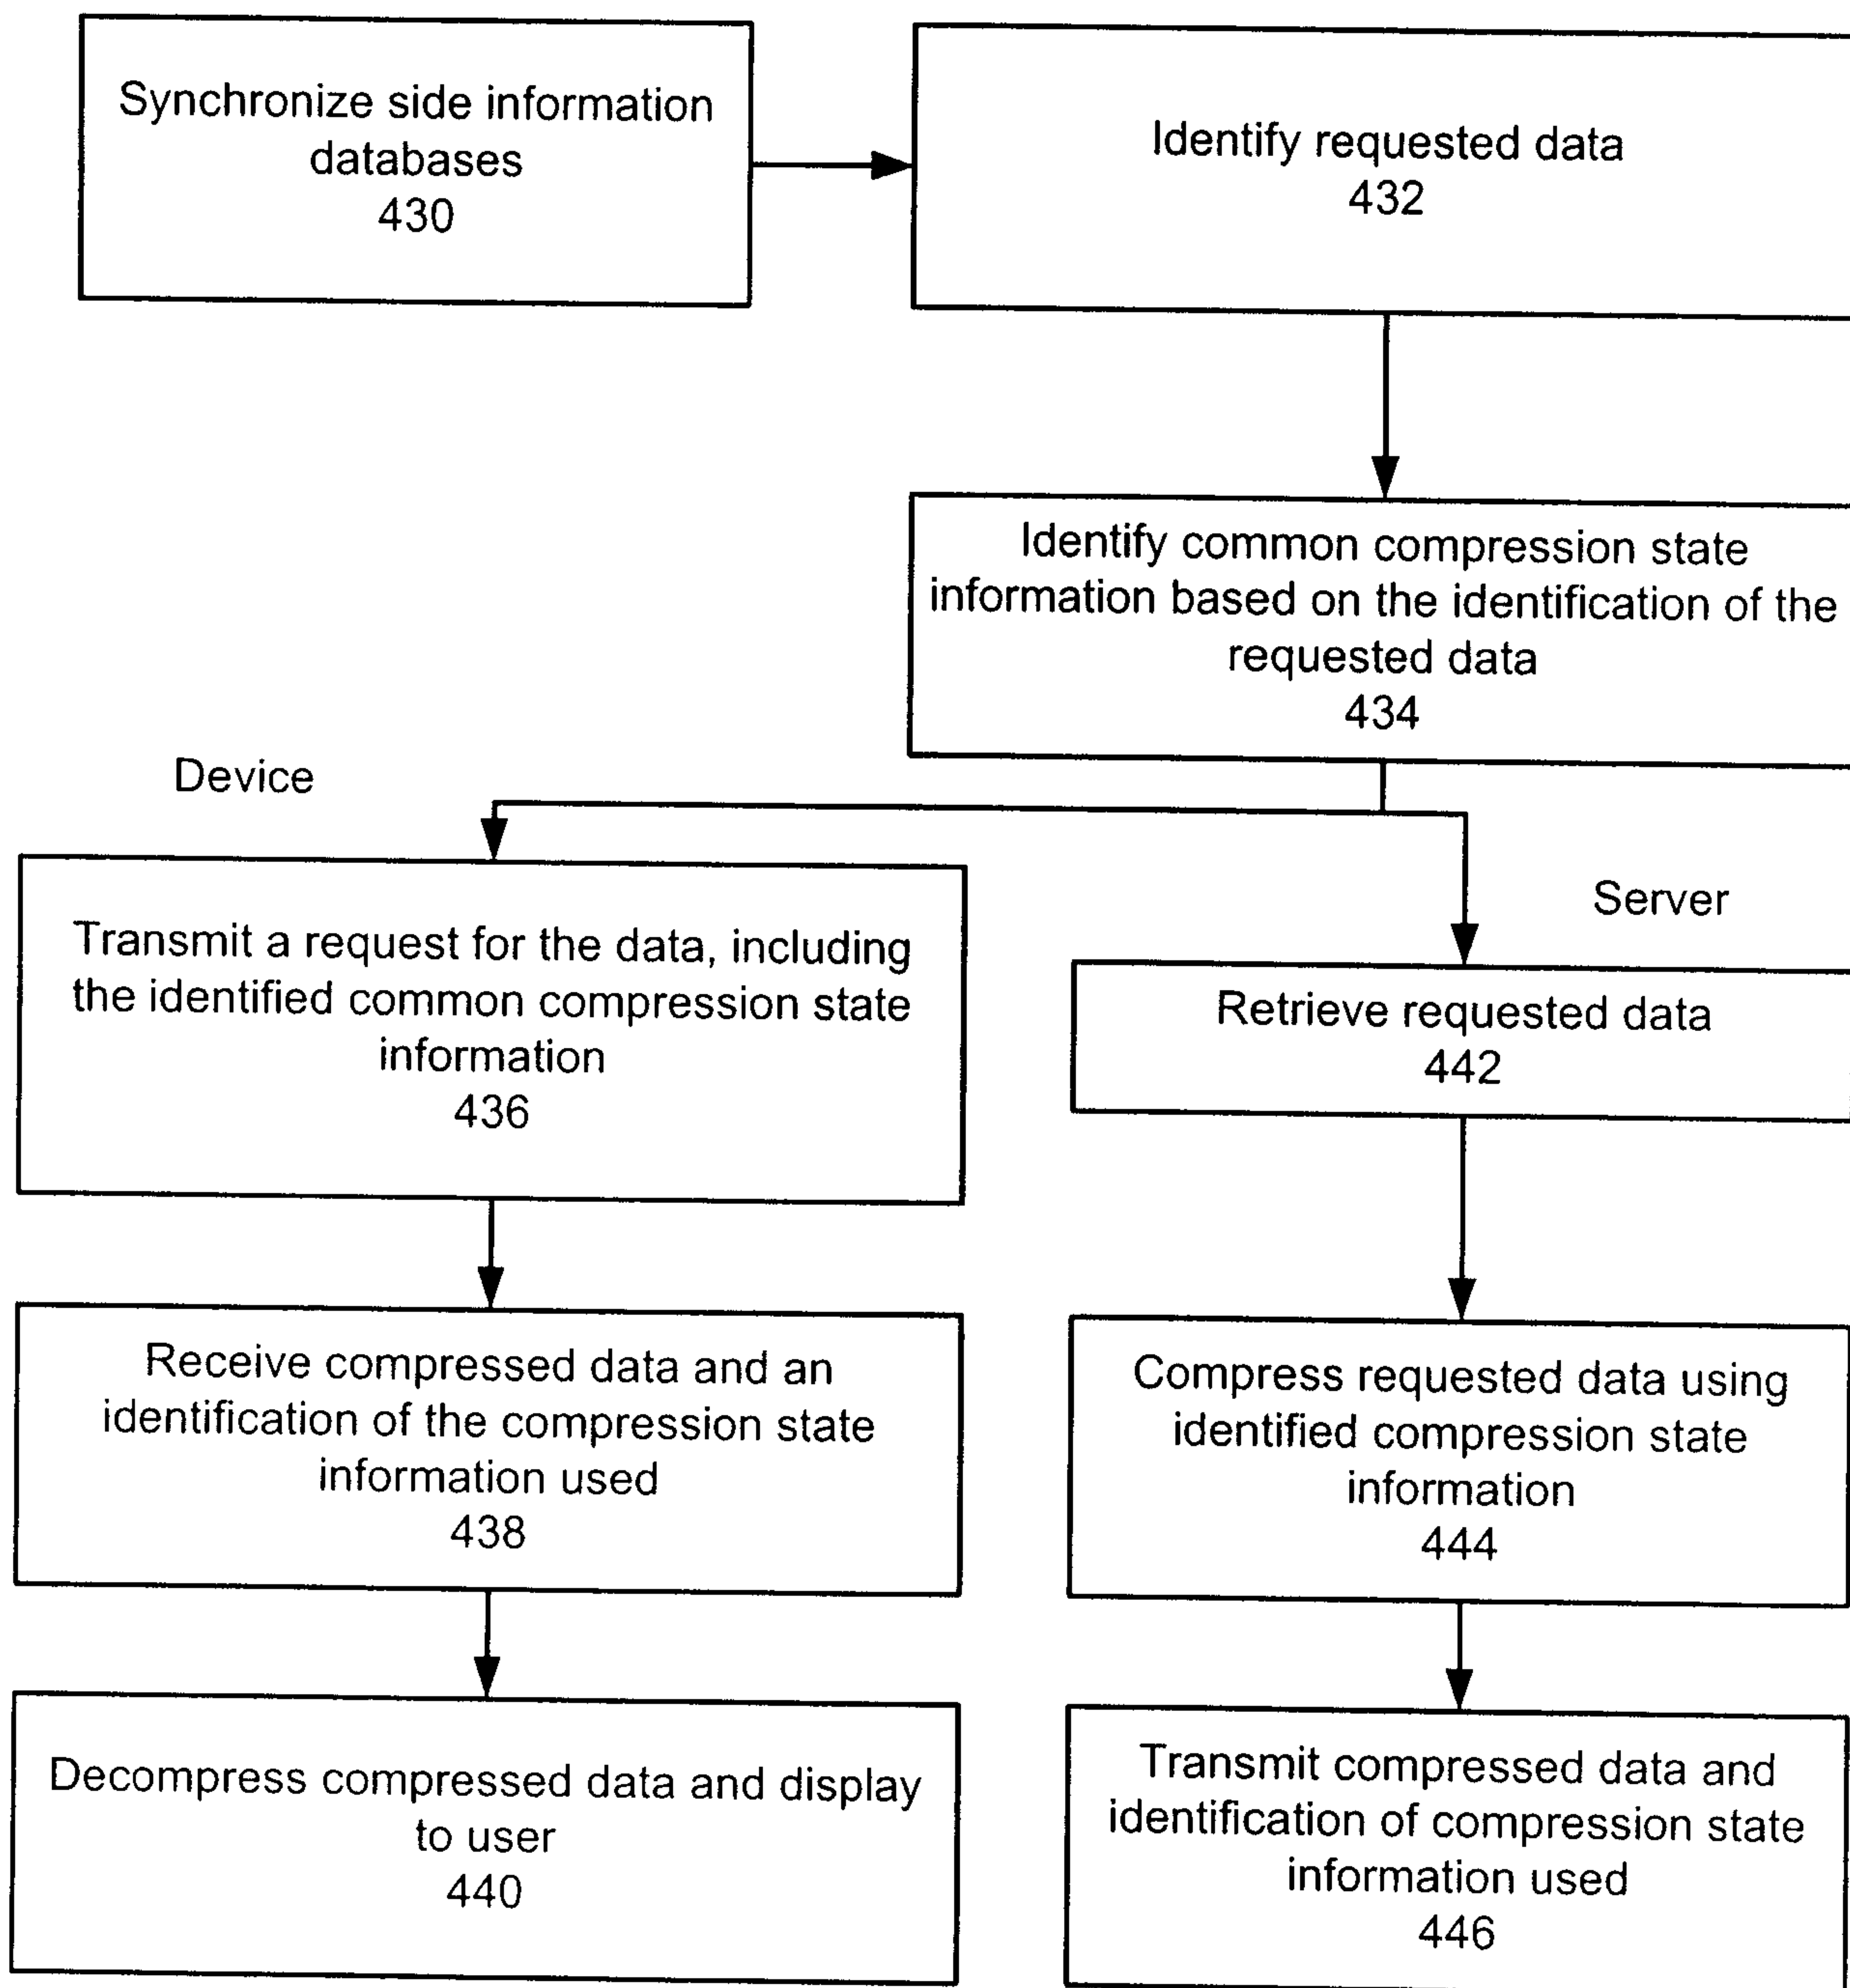 Synchronize side information
databases
430
Identify requested data
432
Identify common compression state
information based on the identification of the
requested data
434
Device
Server
Transmit a request for the data, including
the identified common compression state
information
436
Retrieve requested data
442
Receive compressed data and an
identification of the compression state
information used
438
Compress requested data using
identified compression state
information
444
Decompress compressed data and display
to user
440
Transmit compressed data and
identification of compression state
information used
446